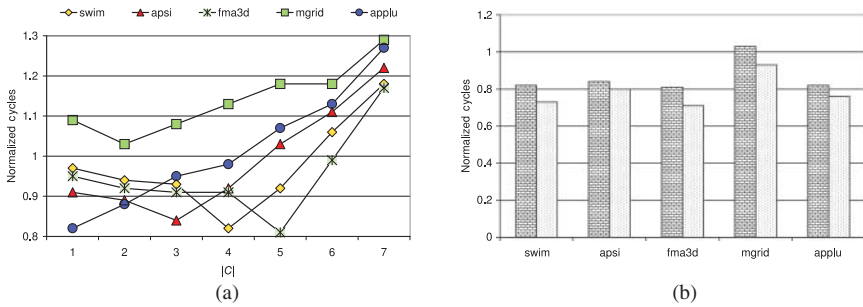 (a)
swim apsi fma3d mgrid applu
Normalized cycles
1.3
1.2
1.1
1
0.9
0.8
1 2 3 4 5 6 7
|C|
(a)
(b)
Normalized cycles
1.2
1
0.8
0.6
0.4
0.2
0
swim apsi fma3d mgrid applu
(b)